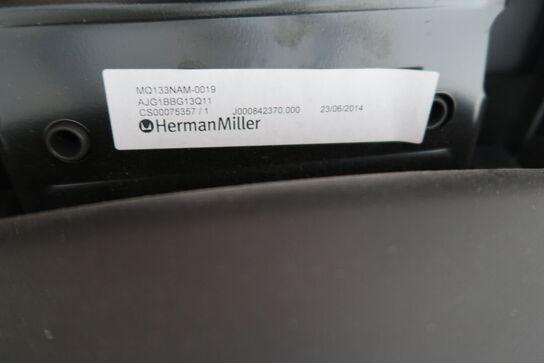 MQ133NAM-0019
AJG1BBG13Q11
CS00075357 / 1 J000842370.000 23/06/2014
HermanMiller